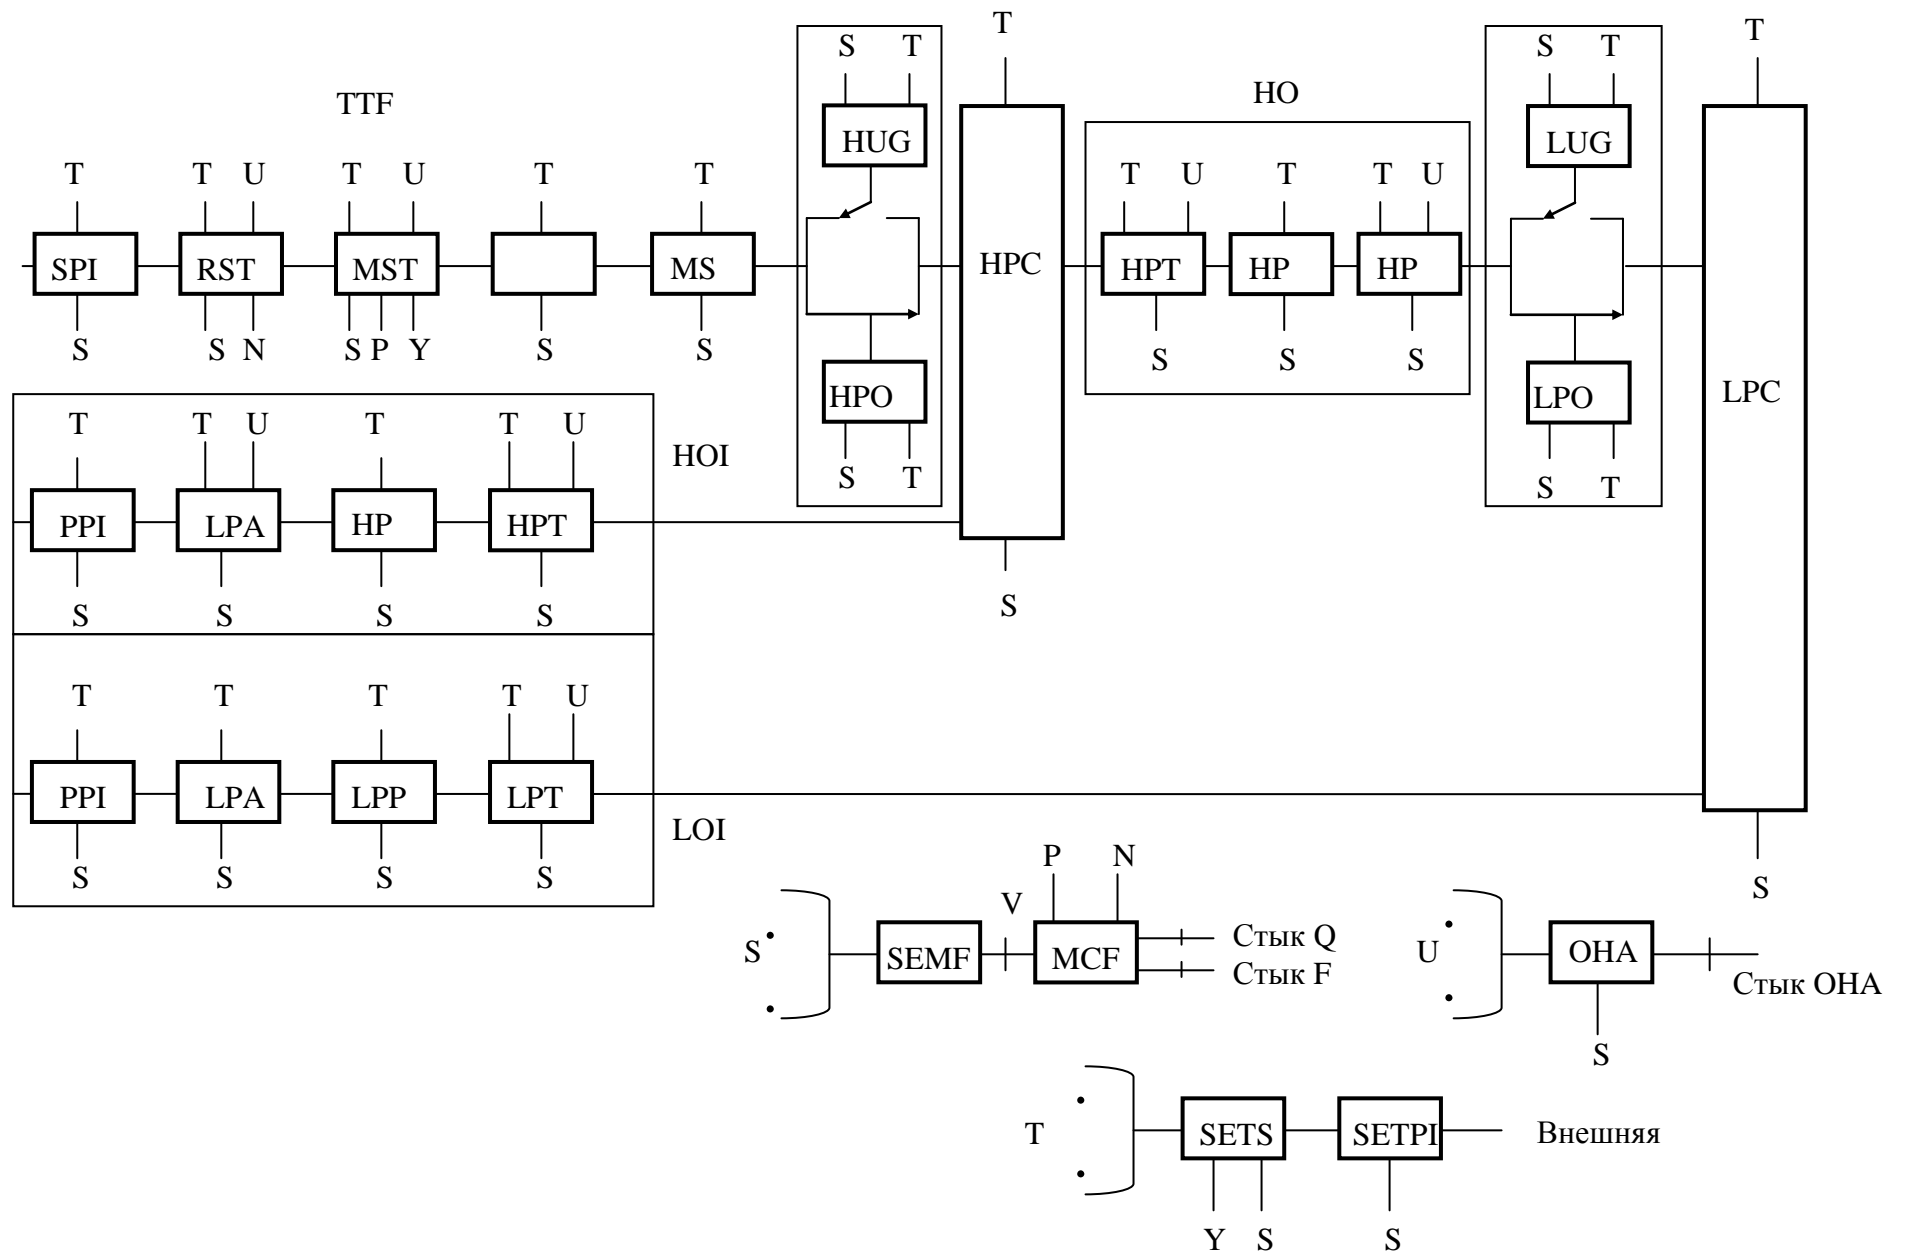 T T
S T S T
HO
TTF
HUG LUG
T T U T U T T T U T T U
SPI RST MST MS HPC HPT HP HP
S S N S P Y S S S S S
HPO LPO LPC
T T U T T U
HOI
S T S T
PPI LPA HP HPT
S S S S S
T T T T U
PPI LPA LPP LPT
LOI
S S S S
P N S
V
S SEMF MCF Стык Q
Стык F
U OHA
Стык OHA
S
T SETS SETPI Внешняя
Y S S